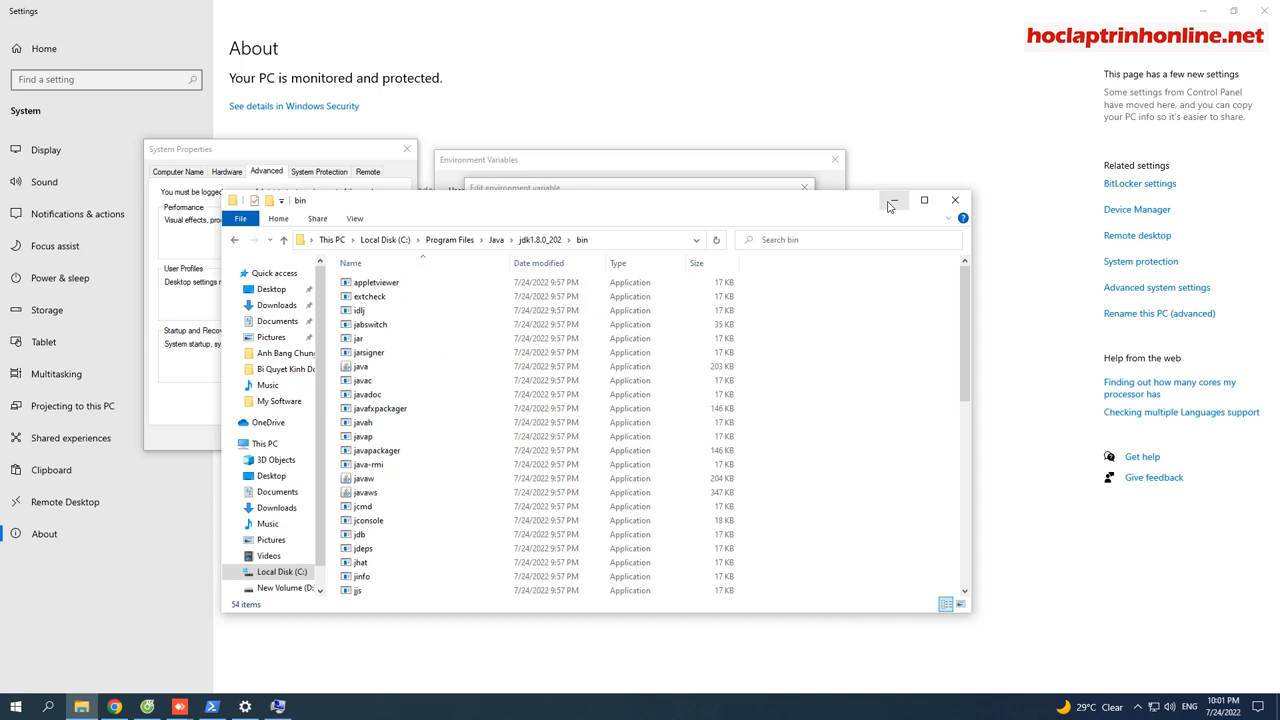 Settings
hoclaptrinhonline.net
Home
Find a setting
System
Display
Sound
Notifications & actions
Focus assist
Power & sleep
Storage
Tablet
Multitasking
Projecting to this PC
Shared experiences
Clipboard
Remote Desktop
About
About
Your PC is monitored and protected.
See details in Windows Security
This page has a few new settings
Some settings from Control Panel
have moved here, and you can copy
your PC info so it's easier to share.
Related settings
BitLocker settings
Device Manager
Remote desktop
System protection
Advanced system settings
Rename this PC (advanced)
Help from the web
Finding out how many cores my
processor has
Checking multiple Languages support
Get help
Give feedback
System Properties
Computer Name Hardware Advanced System Protection Remote
You must be logged
Performance
Visual effects, pro
User Profiles
Desktop settings r
Startup and Reco
System startup, sy
Environment Variables
Edit environment variable
bin
File Home Share View
This PC Local Disk (C:) Program Files Java jdk1.8.0_202 bin
Search bin
Quick access
Desktop
Downloads
Documents
Pictures
Anh Bang Chung
Bi Quyet Kinh Do
Music
My Software
OneDrive
This PC
3D Objects
Desktop
Documents
Downloads
Music
Pictures
Videos
Local Disk (C:)
New Volume (D:
Name Date modified Type Size
appletviewer 7/24/2022 9:57 PM Application 17 KB
extcheck 7/24/2022 9:57 PM Application 17 KB
idlj 7/24/2022 9:57 PM Application 17 KB
jabswitch 7/24/2022 9:57 PM Application 35 KB
jar 7/24/2022 9:57 PM Application 17 KB
jarsigner 7/24/2022 9:57 PM Application 17 KB
java 7/24/2022 9:57 PM Application 203 KB
javac 7/24/2022 9:57 PM Application 17 KB
javadoc 7/24/2022 9:57 PM Application 17 KB
javafxpackager 7/24/2022 9:57 PM Application 146 KB
javah 7/24/2022 9:57 PM Application 17 KB
javap 7/24/2022 9:57 PM Application 17 KB
javapackager 7/24/2022 9:57 PM Application 146 KB
java-rmi 7/24/2022 9:57 PM Application 17 KB
javaw 7/24/2022 9:57 PM Application 204 KB
javaws 7/24/2022 9:57 PM Application 347 KB
jcmd 7/24/2022 9:57 PM Application 17 KB
jconsole 7/24/2022 9:57 PM Application 18 KB
jdb 7/24/2022 9:57 PM Application 17 KB
jdeps 7/24/2022 9:57 PM Application 17 KB
jhat 7/24/2022 9:57 PM Application 17 KB
jinfo 7/24/2022 9:57 PM Application 17 KB
jjs 7/24/2022 9:57 PM Application 17 KB
54 items
29°C Clear
ENG
10:01 PM
7/24/2022